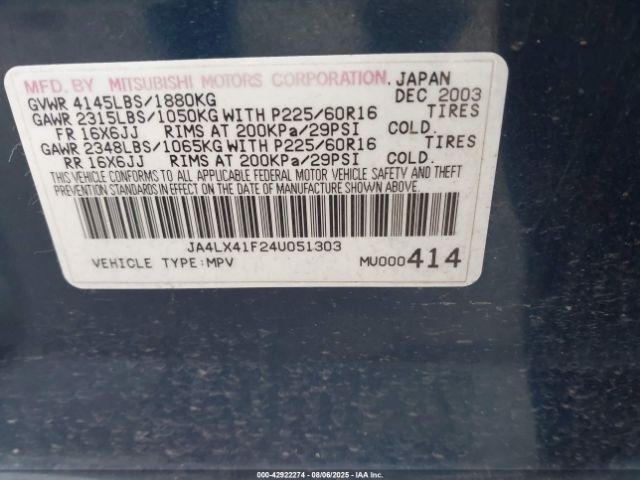 MFD. BY MITSUBISHI MOTORS CORPORATION. JAPAN
GVWR 4145LBS/1880KG DEC 2003
GAWR 2315LBS/1050KG WITH P225/60R16 TIRES
FR 16X6JJ RIMS AT 200KPa/29PSI COLD.
GAWR 2348LBS/1065KG WITH P225/60R16 TIRES
RR 16X6JJ RIMS AT 200KPa/29PSI COLD.
THIS VEHICLE CONFORMS TO ALL APPLICABLE FEDERAL MOTOR VEHICLE SAFETY AND THEFT
PREVENTION STANDARDS IN EFFECT ON THE DATE OF MANUFACTURE SHOWN ABOVE.
JA4LX41F24U051303
VEHICLE TYPE:MPV MU000414
000-42922274 - 08/06/2025 - IAA Inc.